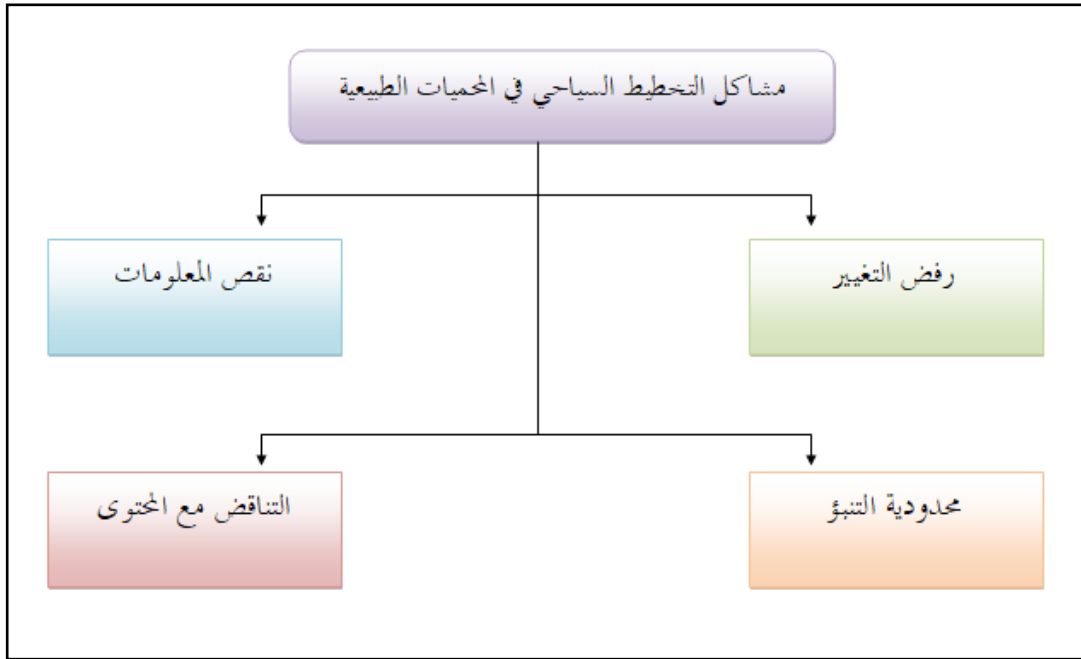 مشاكل التخطيط السياحي في المحميات الطبيعية
رفض التغيير
نقص المعلومات
محدودية التنبؤ
التناقض مع المحتوى